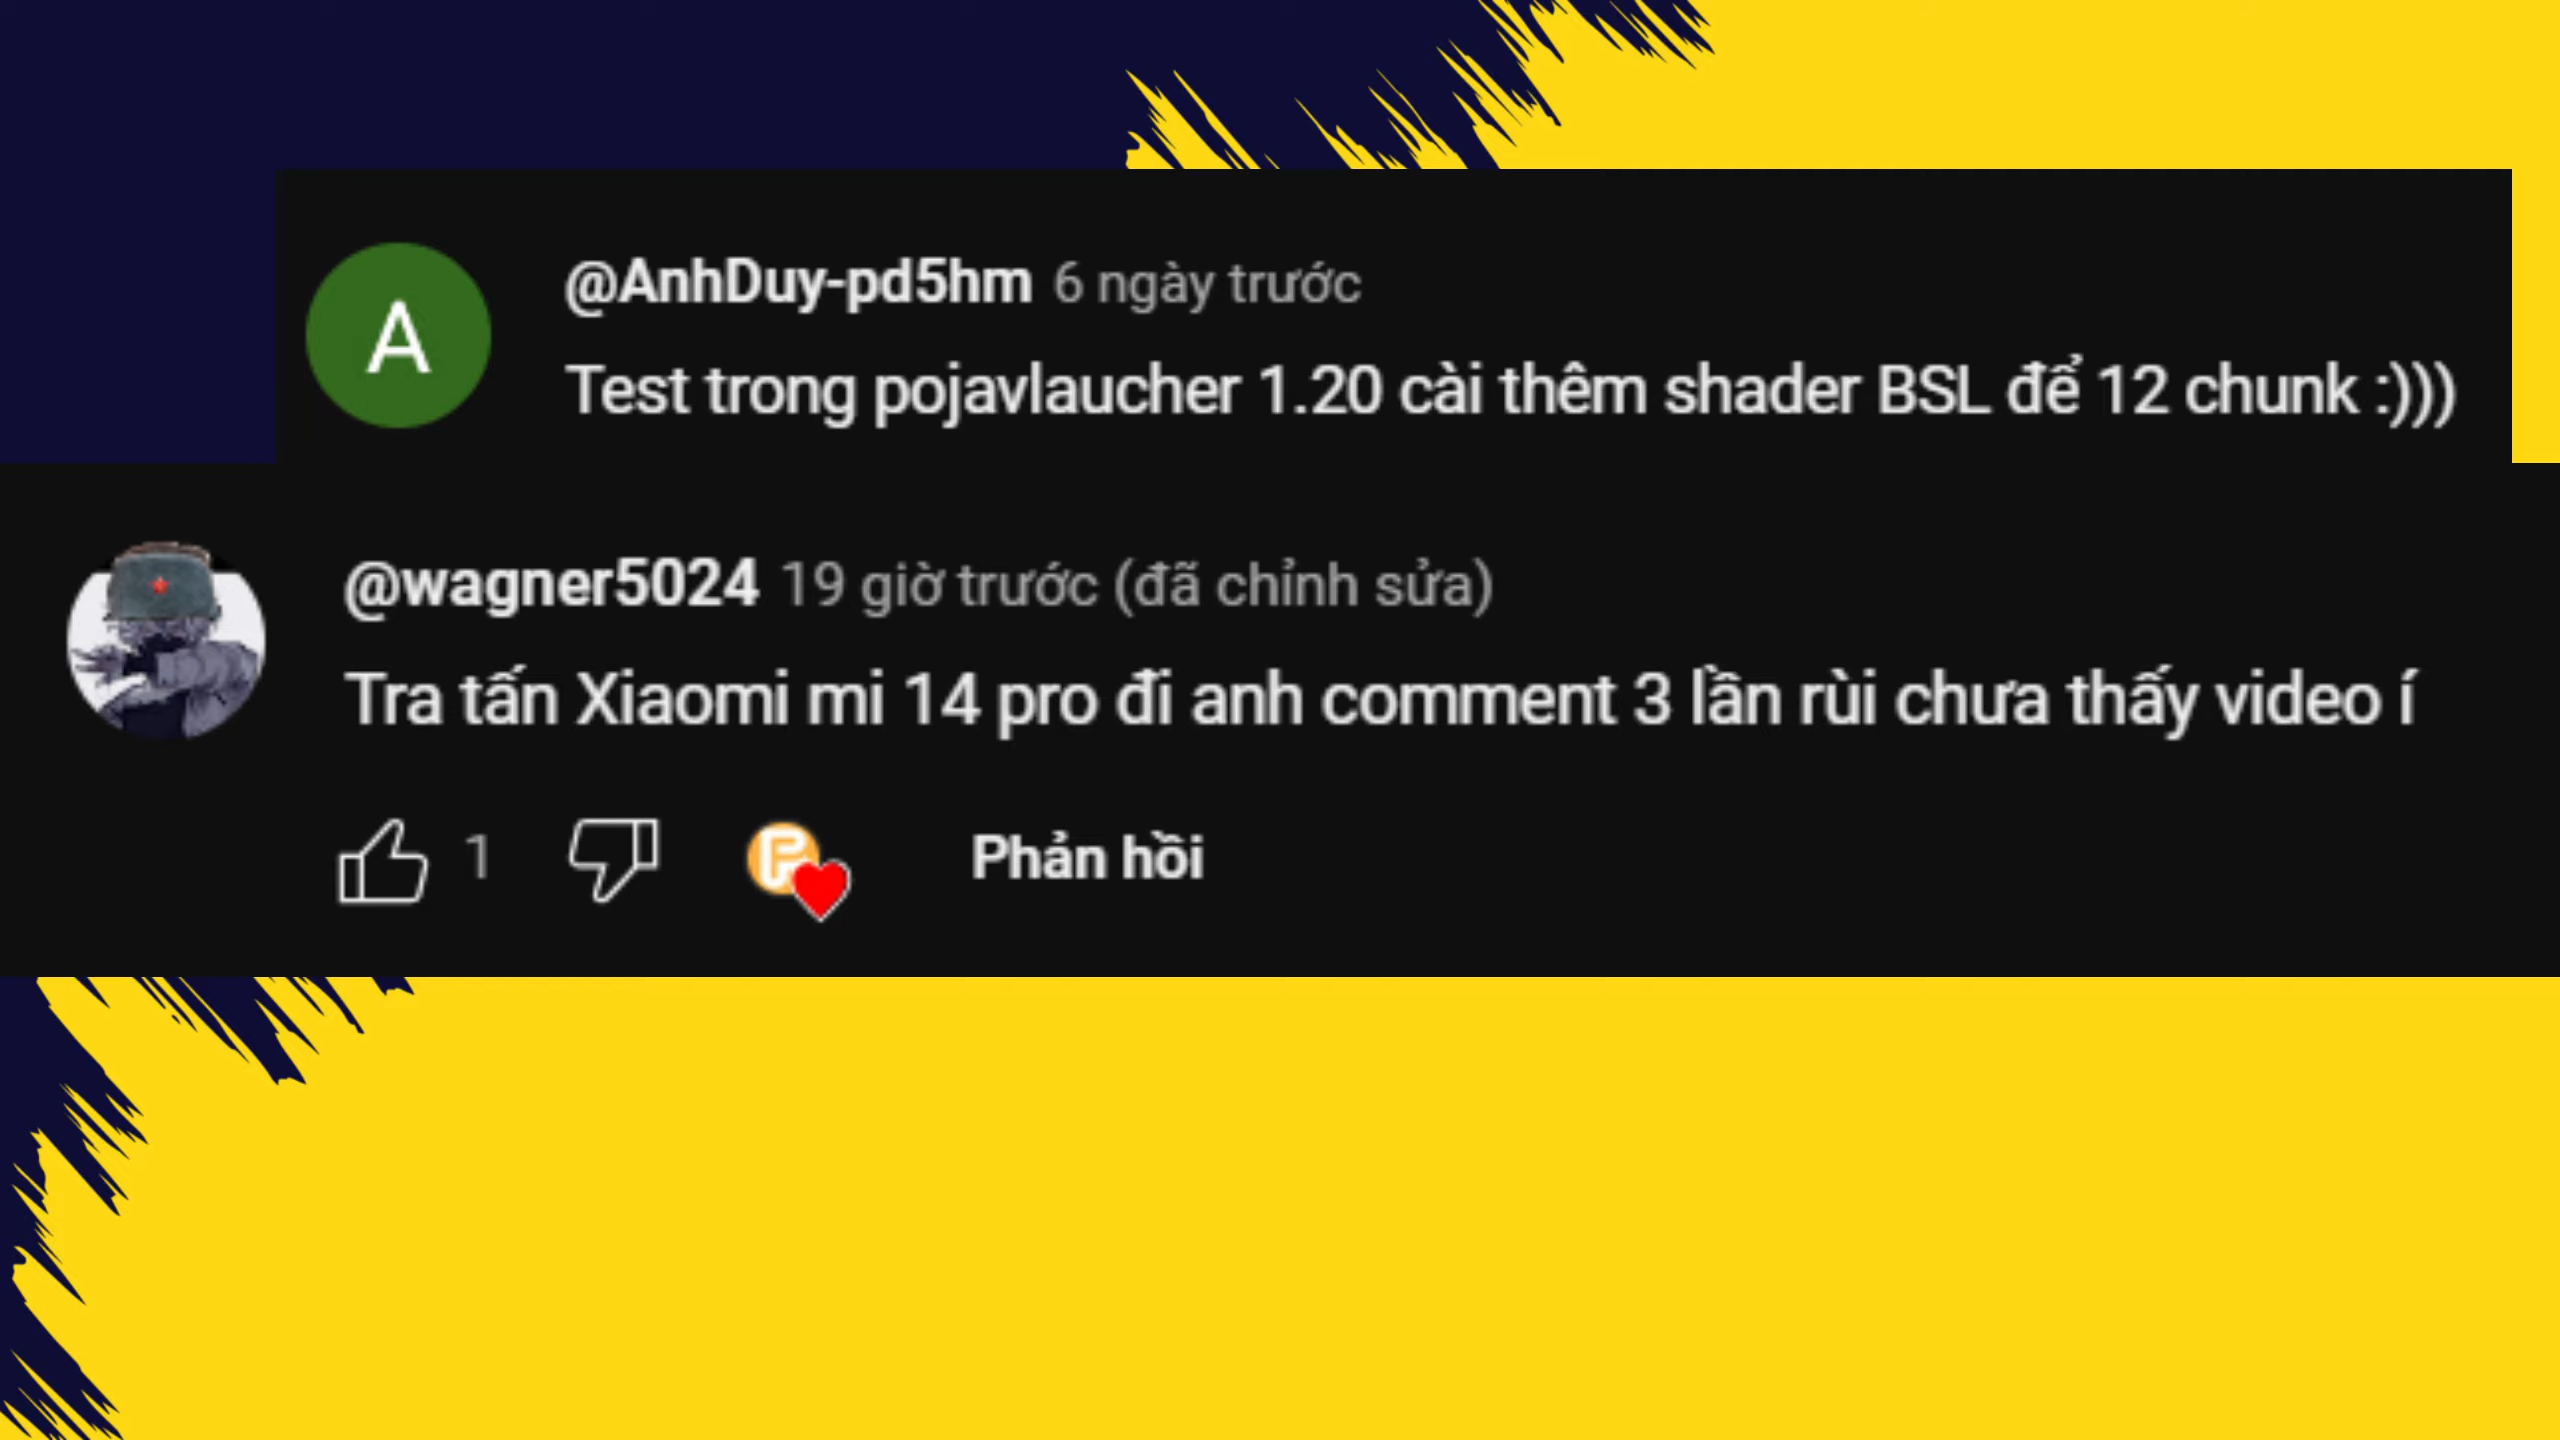 A
@AnhDuy-pd5hm 6 ngày trước
Test trong pojavlaucher 1.20 cài thêm shader BSL để 12 chunk :)))
@wagner5024 19 giờ trước (đã chỉnh sửa)
Tra tấn Xiaomi mi 14 pro đi anh comment 3 lần rùi chưa thấy video í
1 Phản hồi